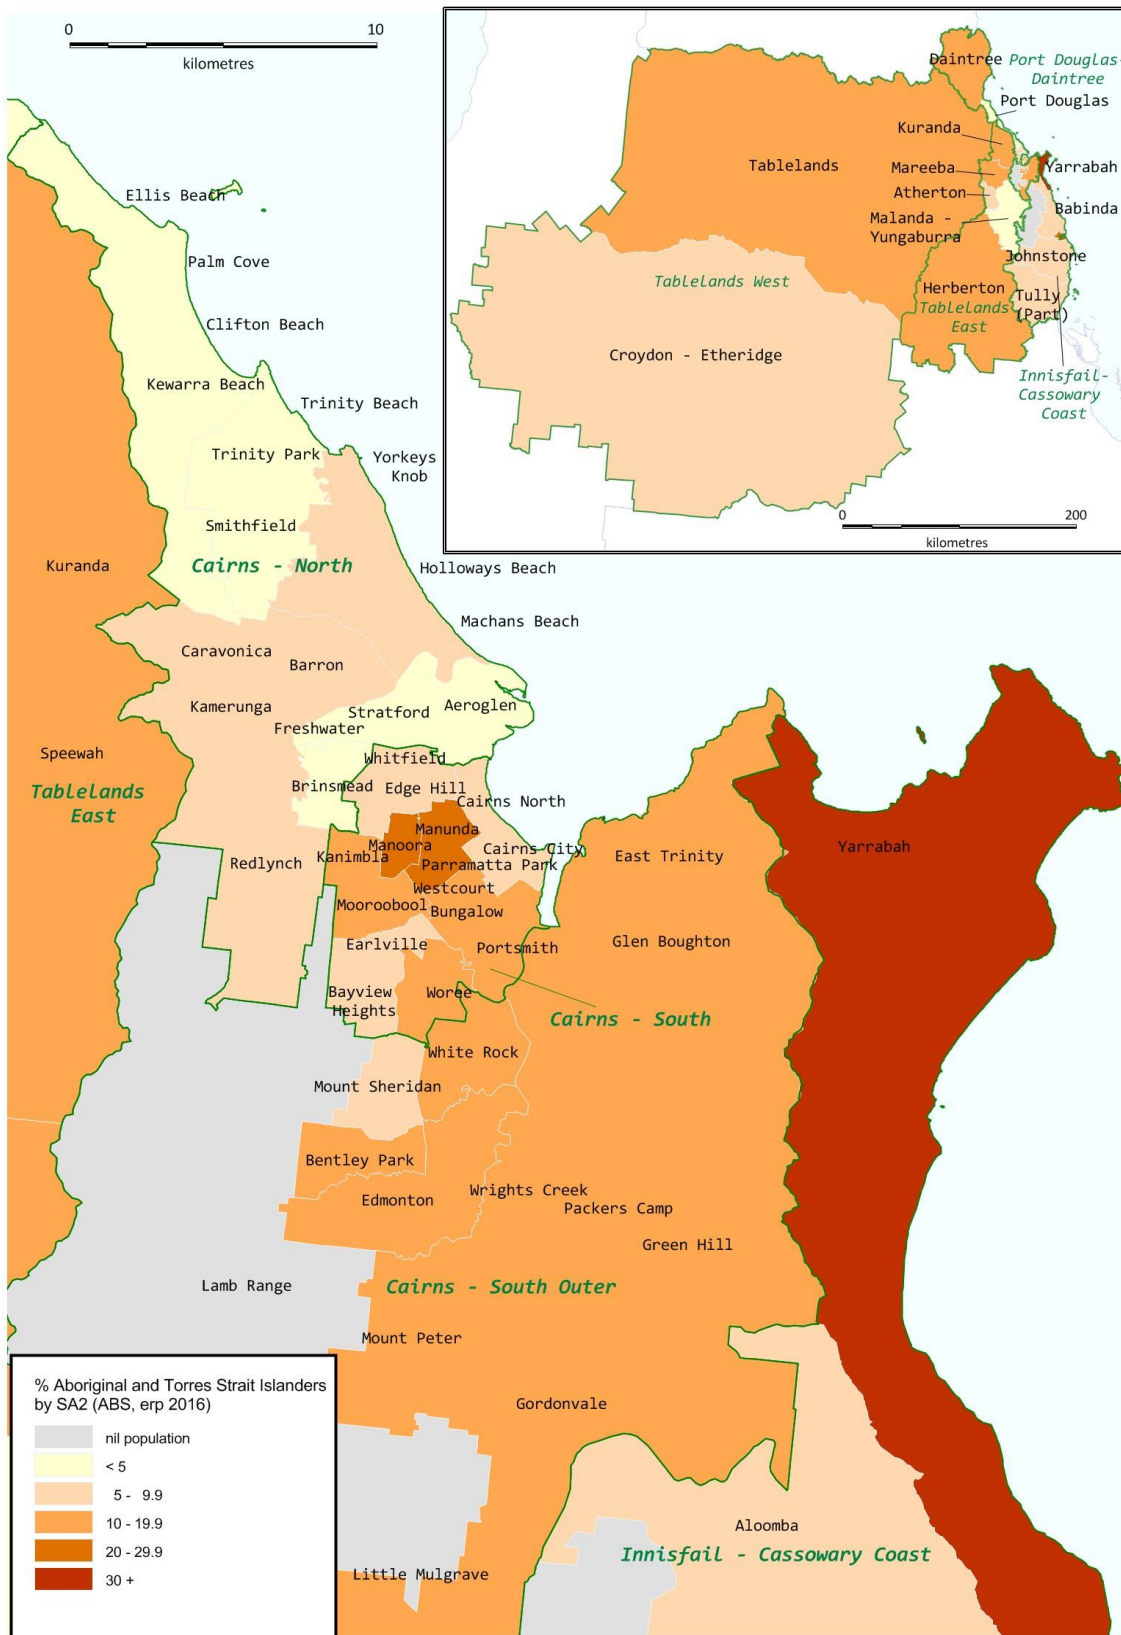 0 10
kilometres
Ellis Beach
Palm Cove
Clifton Beach
Kewarra Beach
Trinity Beach
Trinity Park
Yorkeys
Knob
Smithfield
Cairns - North
Kuranda
Holloways Beach
Machans Beach
Caravonica
Barron
Kamerunga
Stratford
Aeroglen
Freshwater
Speewah
Whitfield
Tablelands
East
Brinsmead
Edge Hill
Cairns North
Manunda
Manoora
Cairns City
Kanimbla
Parramatta Park
Redlynch
Westcourt
Mooroobool
Bungalow
Earlville
Portsmith
Bayview
Heights
Woree
Cairns - South
White Rock
Mount Sheridan
East Trinity
Yarrabah
Glen Boughton
Bentley Park
Edmonton
Wrights Creek
Packers Camp
Green Hill
Lamb Range
Cairns - South Outer
Mount Peter
Gordonvale
Aloomba
Innisfail - Cassowary Coast
Little Mulgrave
Daintree
Port Douglas-
Daintree
Port Douglas
Kuranda
Tablelands
Mareeba
Yarrabah
Atherton
Babinda
Malanda -
Yungaburra
Johnstone
Tablelands West
Herberton
Tablelands
East
Tully
(Part)
Croydon - Etheridge
Innisfail-
Cassowary
Coast
0 200
kilometres
% Aboriginal and Torres Strait Islanders
by SA2 (ABS, erp 2016)
nil population
< 5
5 - 9.9
10 - 19.9
20 - 29.9
30 +